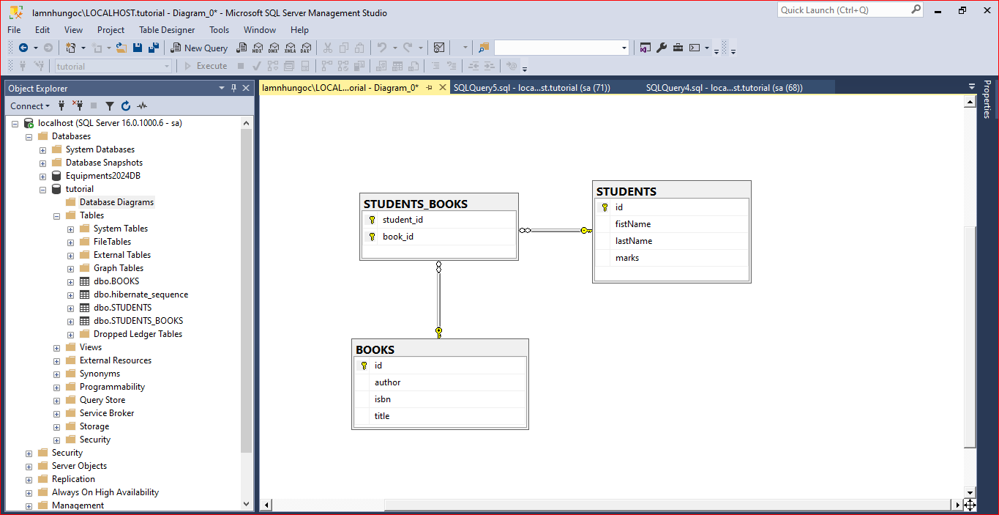 lamnhungoc\LOCALHOST.tutorial - Diagram_0* - Microsoft SQL Server Management Studio
Quick Launch (Ctrl+Q)
File Edit View Project Table Designer Tools Window Help
New Query MDX DMX XMLA DAX
tutorial Execute
Object Explorer
Connect
localhost (SQL Server 16.0.1000.6 - sa)
Databases
System Databases
Database Snapshots
Equipments2024DB
tutorial
Database Diagrams
Tables
System Tables
FileTables
External Tables
Graph Tables
dbo.BOOKS
dbo.hibernate_sequence
dbo.STUDENTS
dbo.STUDENTS_BOOKS
Dropped Ledger Tables
Views
External Resources
Synonyms
Programmability
Query Store
Service Broker
Storage
Security
Security
Server Objects
Replication
Always On High Availability
Management
lamnhungoc\LOCAL...orial - Diagram_0* SQLQuery5.sql - loca...st.tutorial (sa (71)) SQLQuery4.sql - loca...st.tutorial (sa (68))
STUDENTS_BOOKS
student_id
book_id
STUDENTS
id
fistName
lastName
marks
BOOKS
id
author
isbn
title
Properties